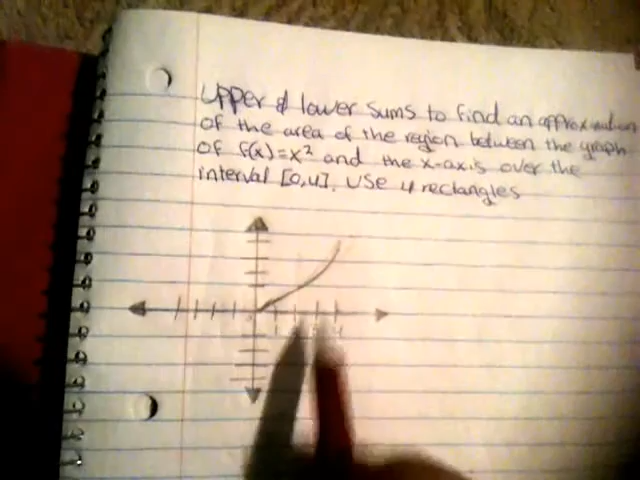 Upper & lower sums to find an approximation
of the area of the region between the graph
of f(x)=x² and the x-axis over the
interval [0,4]. Use 4 rectangles